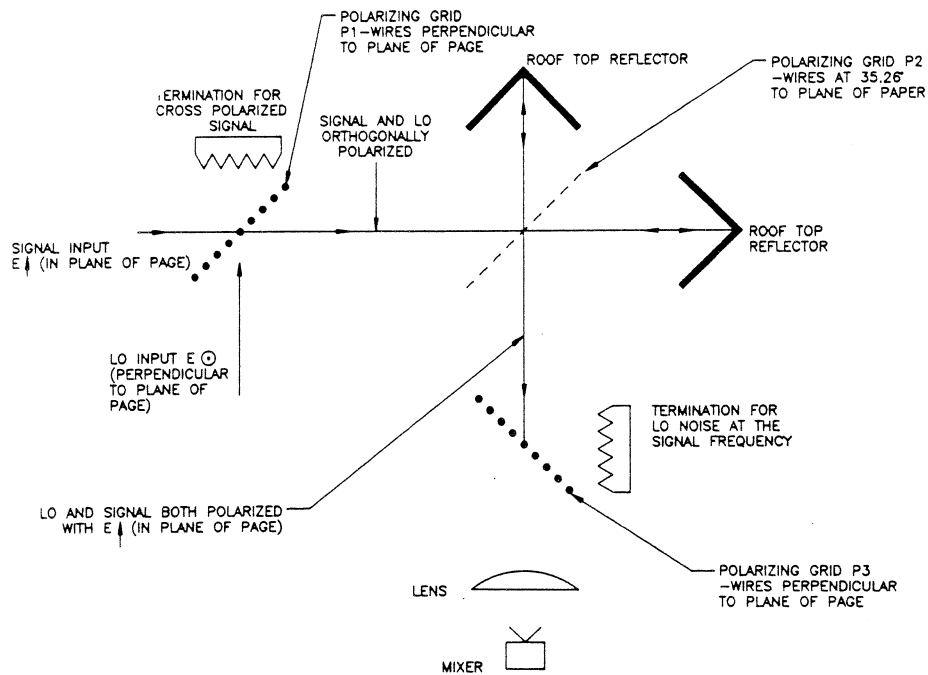 POLARIZING GRID
P1-WIRES PERPENDICULAR
TO PLANE OF PAGE
ROOF TOP REFLECTOR
POLARIZING GRID P2
-WIRES AT 35.26°
TO PLANE OF PAPER
TERMINATION FOR
CROSS POLARIZED
SIGNAL
SIGNAL AND LO
ORTHOGONALLY
POLARIZED
ROOF TOP
REFLECTOR
SIGNAL INPUT
E (IN PLANE OF PAGE)
LO INPUT E
(PERPENDICULAR
TO PLANE OF
PAGE)
TERMINATION FOR
LO NOISE AT THE
SIGNAL FREQUENCY
LO AND SIGNAL BOTH POLARIZED
WITH E (IN PLANE OF PAGE)
POLARIZING GRID P3
-WIRES PERPENDICULAR
TO PLANE OF PAGE
LENS
MIXER